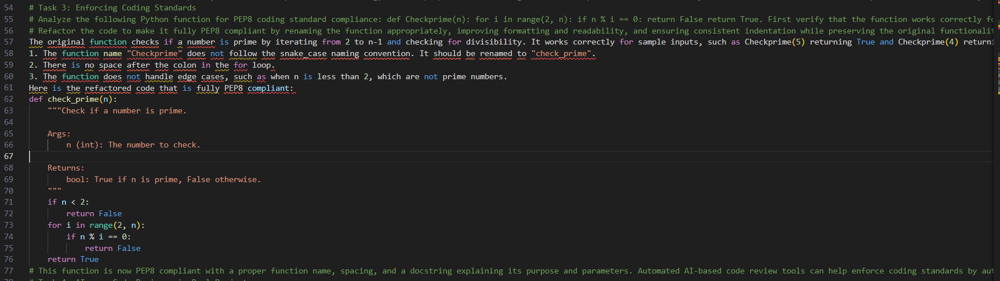 54 # Task 3: Enforcing Coding Standards
55 # Analyze the following Python function for PEP8 coding standard compliance: def Checkprime(n): for i in range(2, n): if n % i == 0: return False return True. First verify that the function works correctly
56 # Refactor the code to make it fully PEP8 compliant by renaming the function appropriately, improving formatting and readability, and ensuring consistent indentation while preserving the original
57 The original function checks if a number is prime by iterating from 2 to n-1 and checking for divisibility. It works correctly for sample inputs, such as Checkprime(5) returning True and Checkprime(4)
58 1. The function name "Checkprime" does not follow the snake_case naming convention. It should be renamed to "check_prime".
59 2. There is no space after the colon in the for loop.
60 3. The function does not handle edge cases, such as when n is less than 2, which are not prime numbers.
61 Here is the refactored code that is fully PEP8 compliant:
62 def check_prime(n):
63 """Check if a number is prime.
64
65 Args:
66 n (int): The number to check.
67
68 Returns:
69 bool: True if n is prime, False otherwise.
70 """
71 if n < 2:
72 return False
73 for i in range(2, n):
74 if n % i == 0:
75 return False
76 return True
77 # This function is now PEP8 compliant with a proper function name, spacing, and a docstring explaining its purpose and parameters. Automated AI-based code review tools can help enforce coding standards by